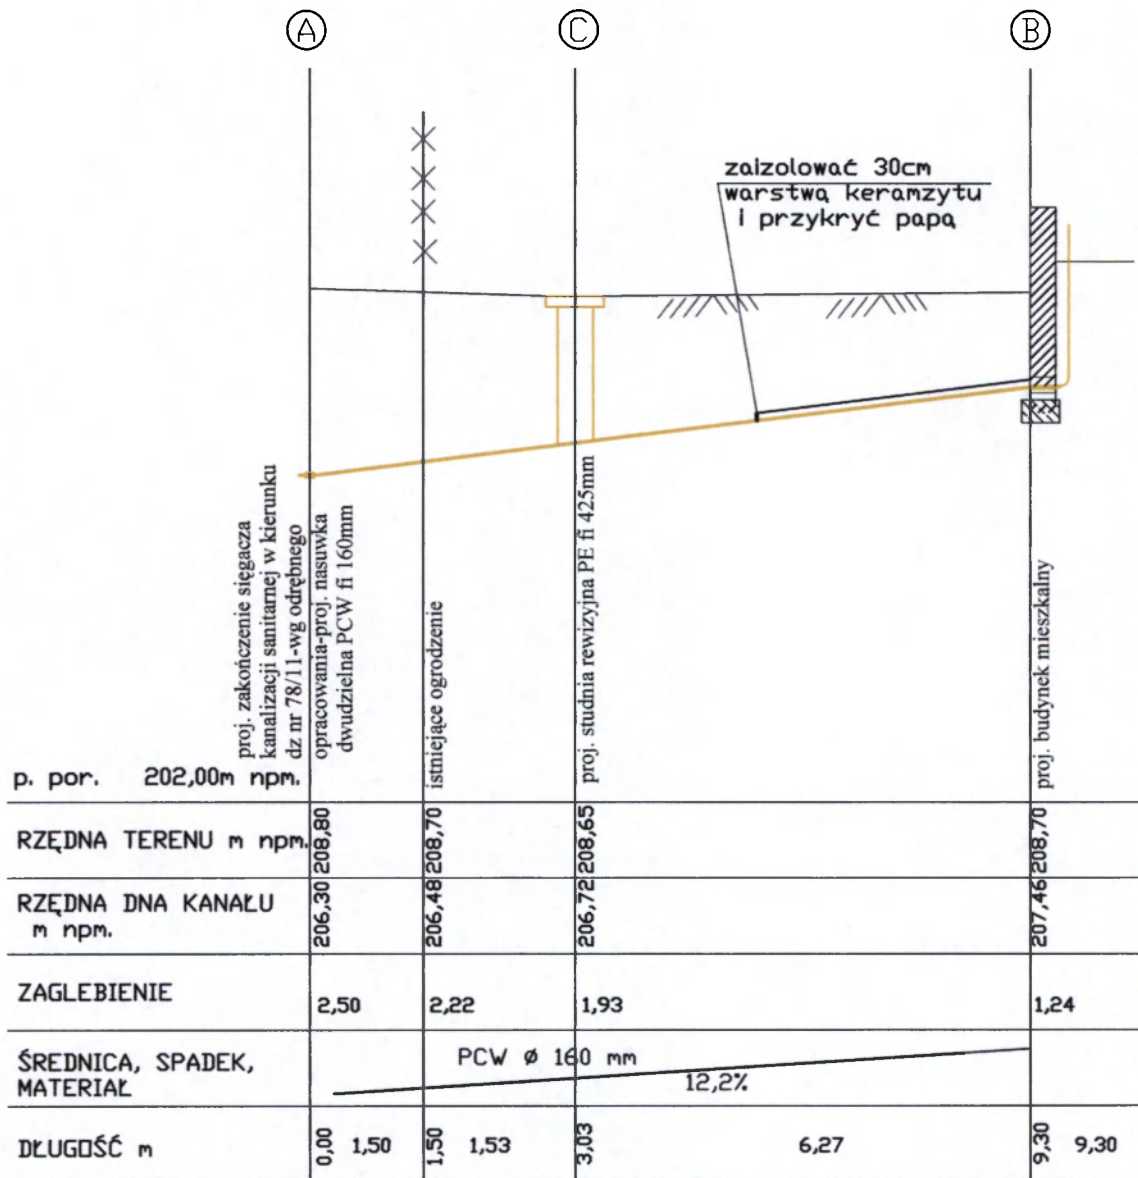 A
C
B
zaizolować 30cm
warstwą keramzytu
i przykryć papą
proj. zakończenie sięgacza
kanalizacji sanitarnej w kierunku
dz nr 78/11-wg odrębnego
opracowania-proj. nasuwka
dwudzielna PCW fi 160mm
istniejące ogrodzenie
proj. studnia rewizyjna PE fi 425mm
proj. budynek mieszkalny
p. por. 202,00m npm.
RZĘDNA TERENU m npm. 208,80 208,70 208,65 208,70
RZĘDNA DNA KANAŁU
m npm.
206,30 206,48 206,72 207,46
ZAGLEBIENIE 2,50 2,22 1,93 1,24
ŚREDNICA, SPADEK,
MATERIAŁ
PCW Ø 160 mm
12,2%
DŁUGOŚĆ m 0,00 1,50 1,50 1,53 3,03 6,27 9,30 9,30